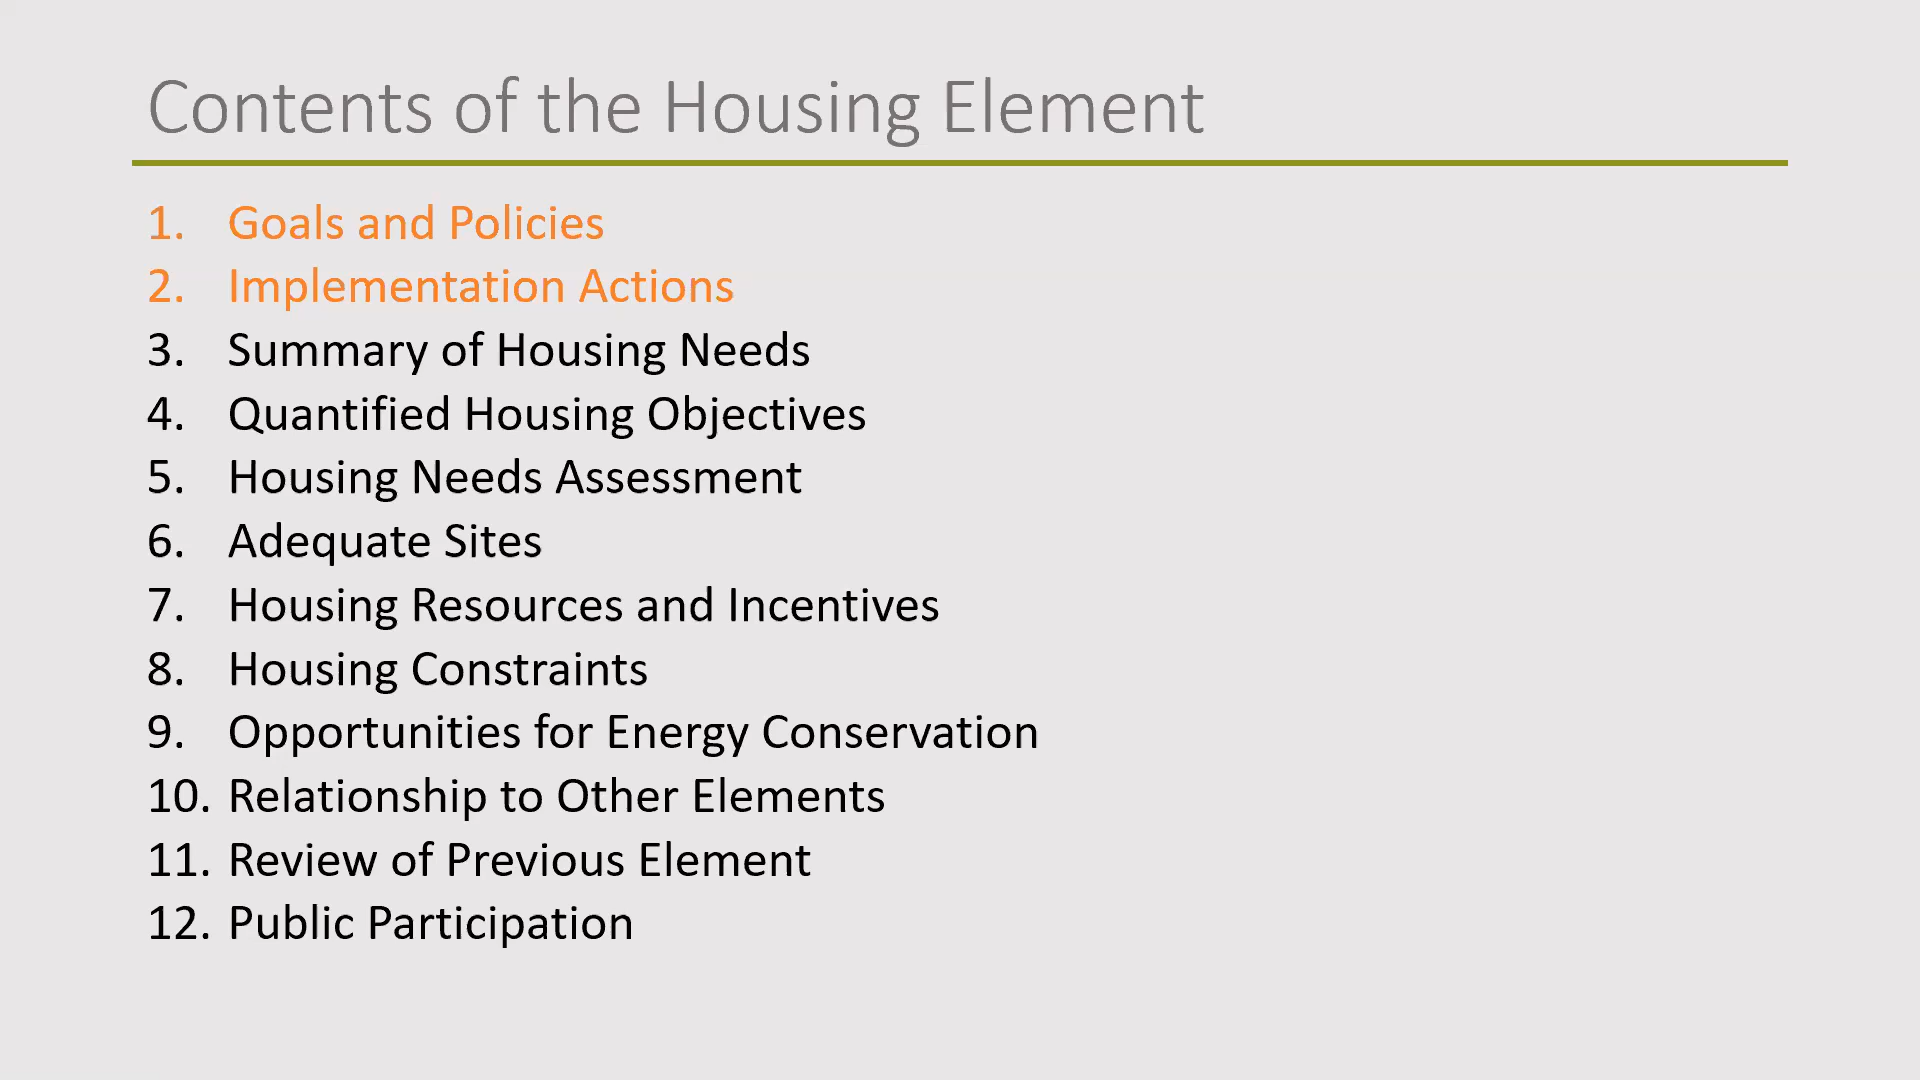 Contents of the Housing Element
1. Goals and Policies
2. Implementation Actions
3. Summary of Housing Needs
4. Quantified Housing Objectives
5. Housing Needs Assessment
6. Adequate Sites
7. Housing Resources and Incentives
8. Housing Constraints
9. Opportunities for Energy Conservation
10. Relationship to Other Elements
11. Review of Previous Element
12. Public Participation